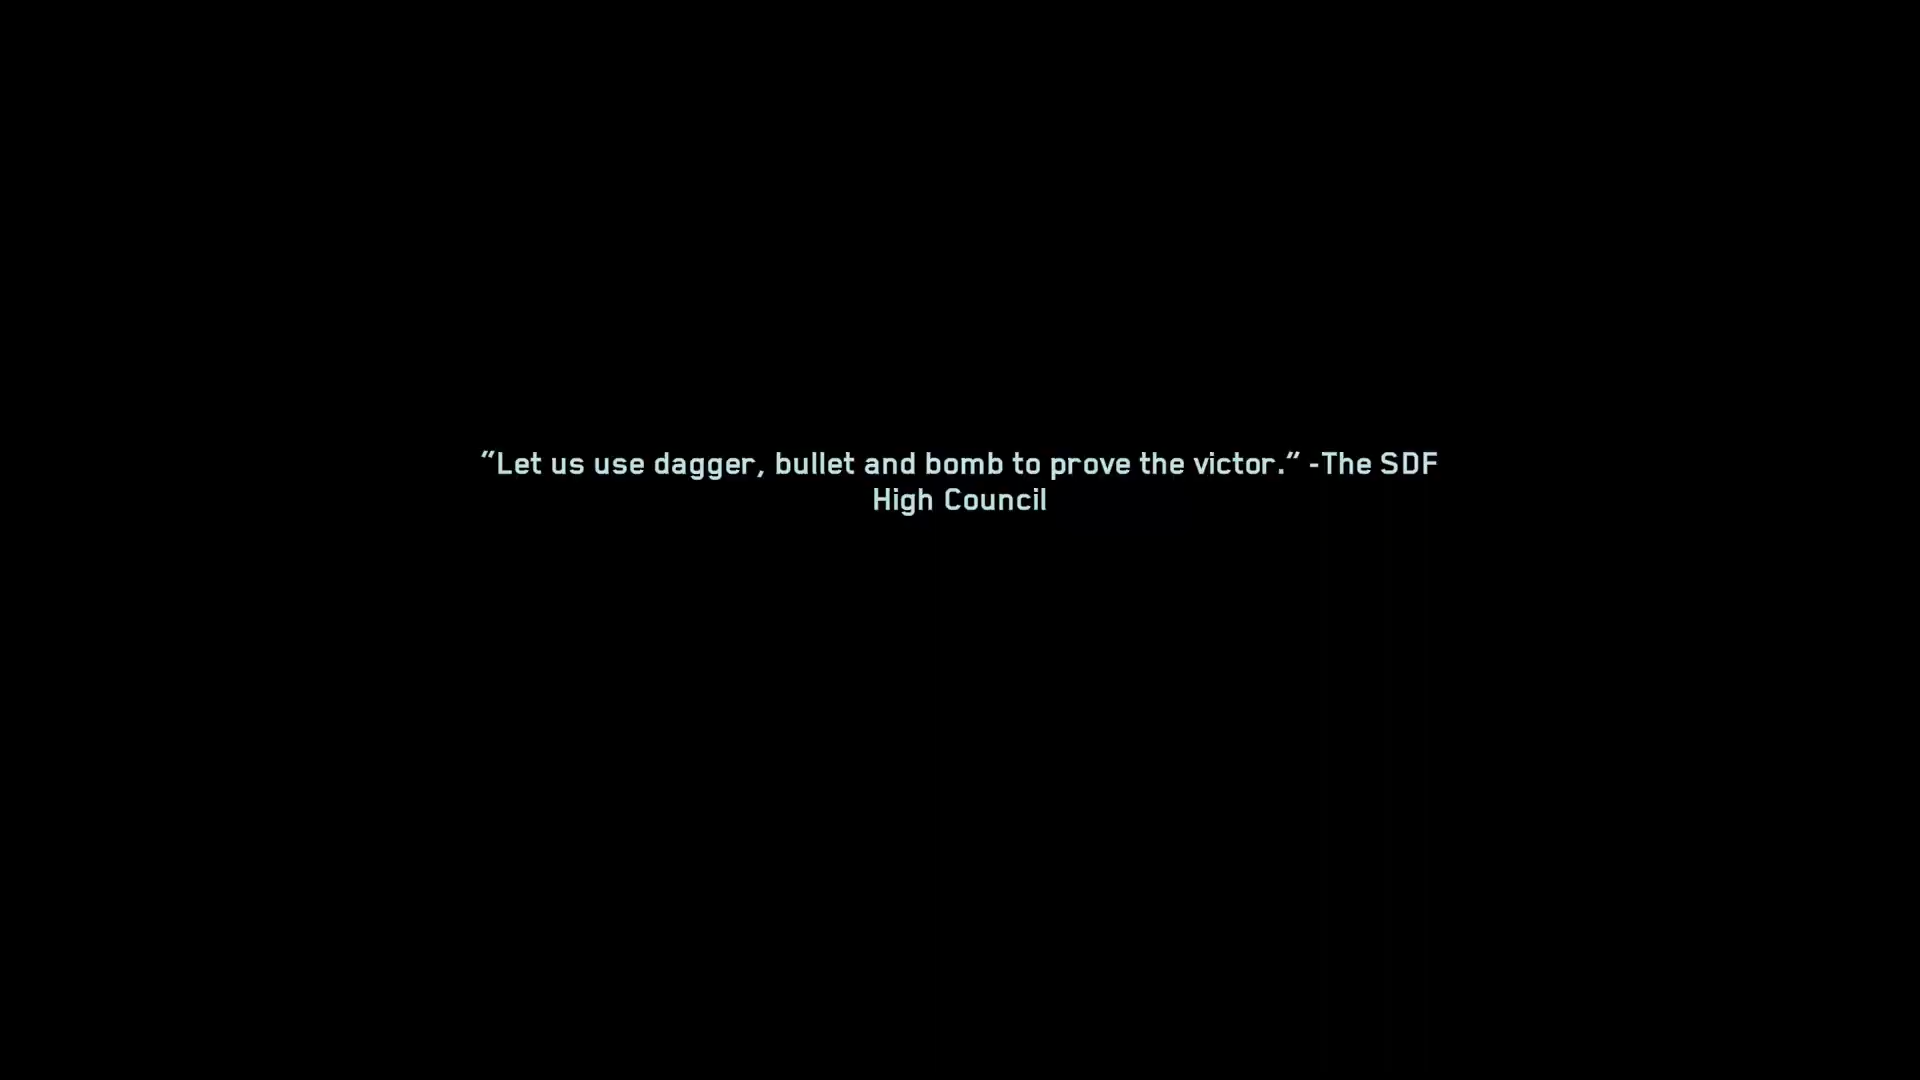 "Let us use dagger, bullet and bomb to prove the victor." -The SDF
High Council